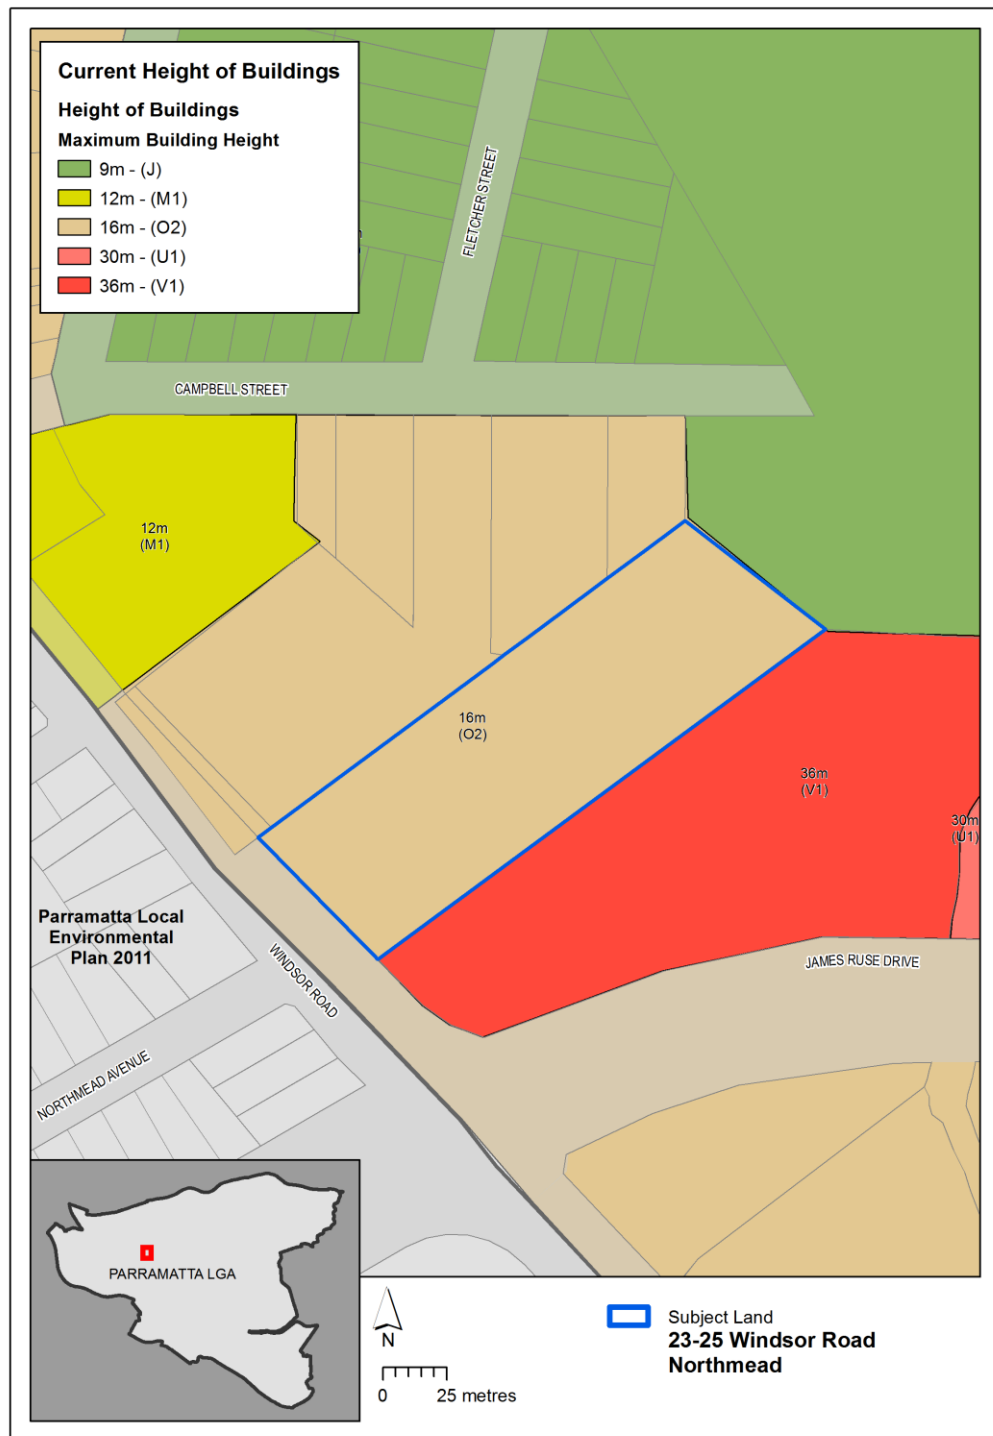 Current Height of Buildings
Height of Buildings
Maximum Building Height
9m - (J)
12m - (M1)
16m - (O2)
30m - (U1)
36m - (V1)
FLETCHER STREET
CAMPBELL STREET
12m
(M1)
16m
(O2)
36m
(V1)
30m
(U1)
Parramatta Local
Environmental
Plan 2011
WINDSOR ROAD
JAMES RUSE DRIVE
NORTHMEAD AVENUE
PARRAMATTA LGA
N
0 25 metres
Subject Land
23-25 Windsor Road
Northmead